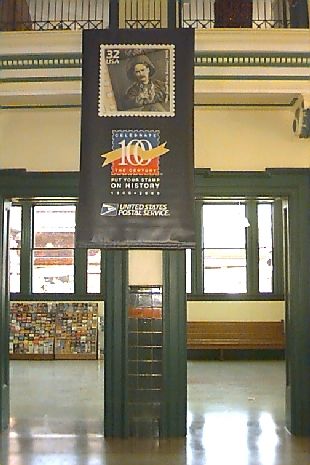 32
USA
CELEBRATE
100
THE CENTURY
PUT YOUR STAMP
ON HISTORY
UNITED STATES
POSTAL SERVICE